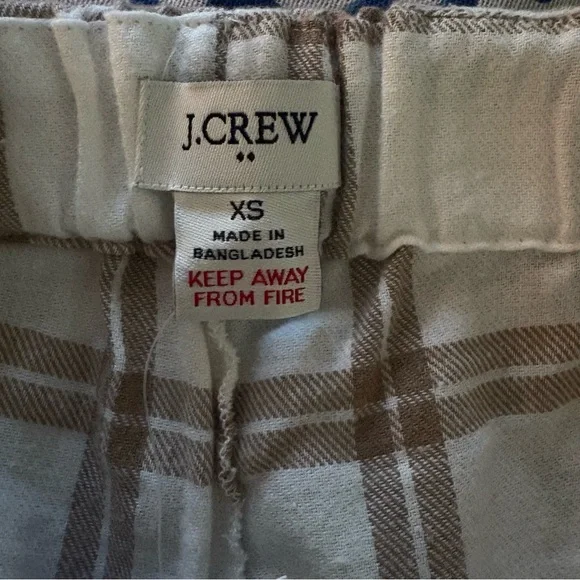 J.CREW
XS
MADE IN
BANGLADESH
KEEP AWAY
FROM FIRE